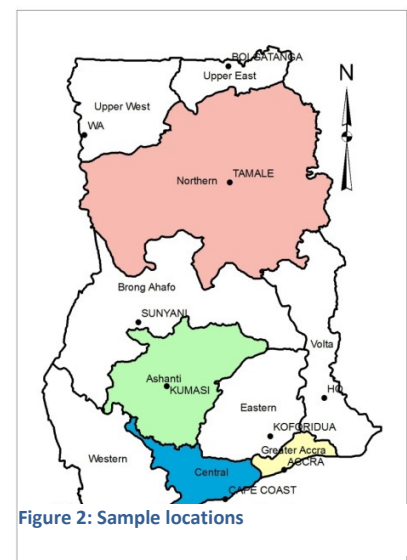 BOLGATANGA
Upper East
N
Upper West
WA
Northern
TAMALE
Brong Ahafo
SUNYANI
Volta
Ashanti
KUMASI
HO
Eastern
KOFORIDUA
Greater Accra
Western
Central
ACCRA
CAPE COAST
Figure 2: Sample locations